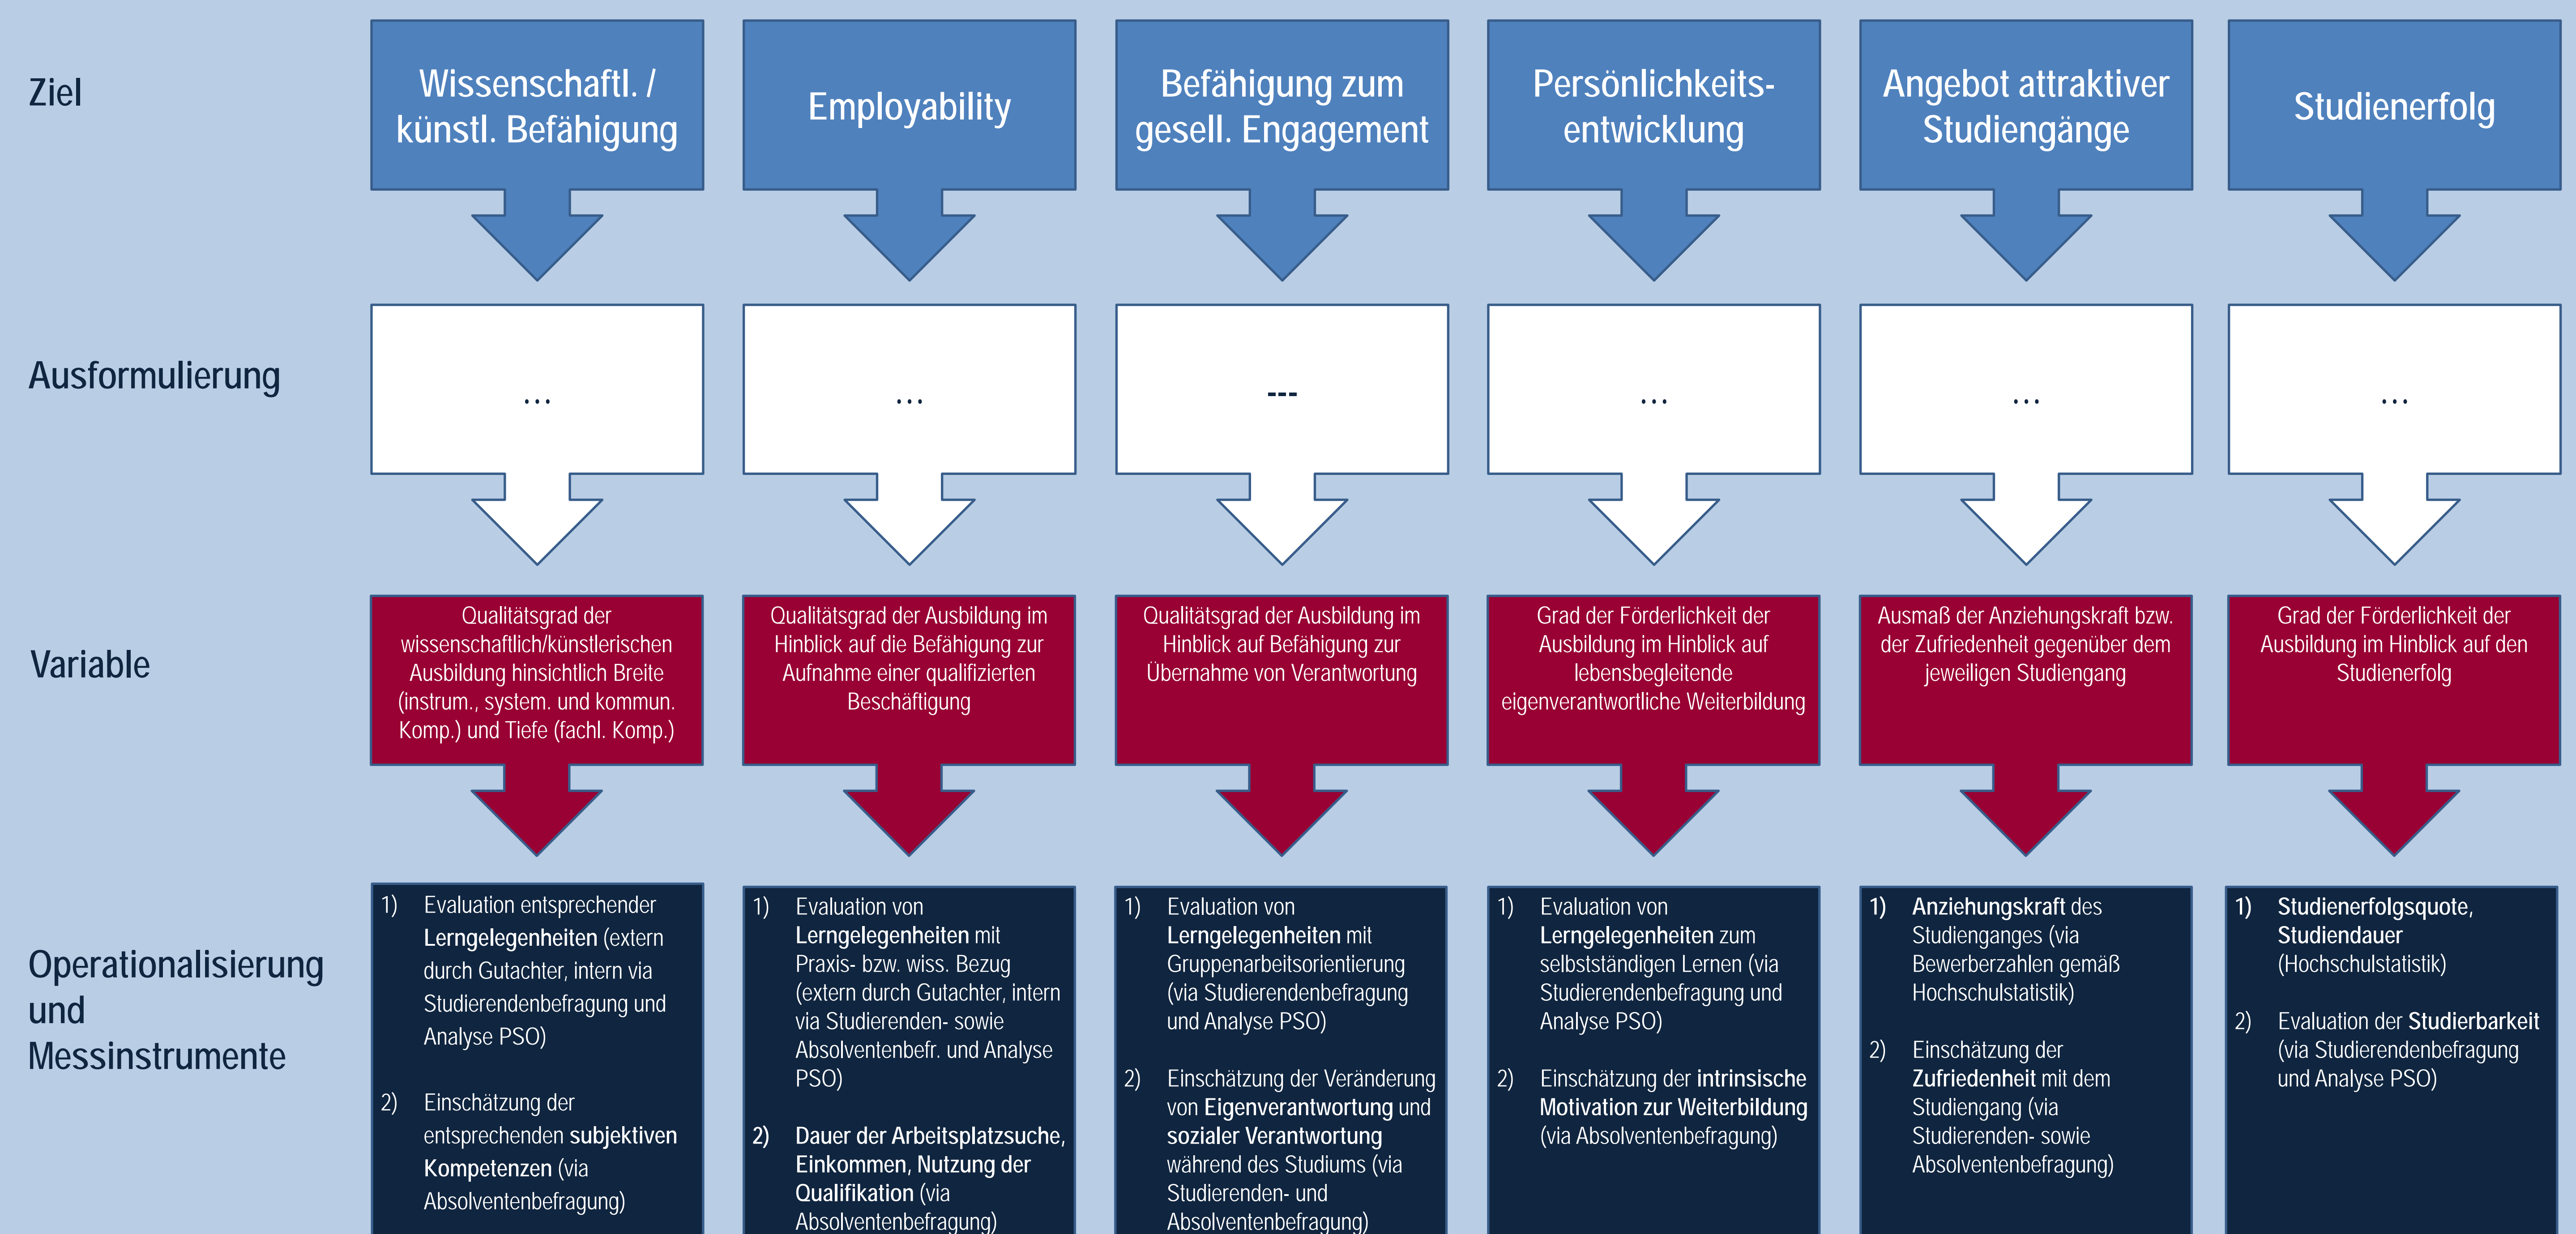 Ziel
Wissenschaftl. /
künstl. Befähigung
Employability
Befähigung zum
gesell. Engagement
Persönlichkeits-
entwicklung
Angebot attraktiver
Studiengänge
Studienerfolg
Ausformulierung
…
…
---
…
…
…
Variable
Qualitätsgrad der
wissenschaftlich/künstlerischen
Ausbildung hinsichtlich Breite
(instrum., system. und kommun.
Komp.) und Tiefe (fachl. Komp.)
Qualitätsgrad der Ausbildung im
Hinblick auf die Befähigung zur
Aufnahme einer qualifizierten
Beschäftigung
Qualitätsgrad der Ausbildung im
Hinblick auf Befähigung zur
Übernahme von Verantwortung
Grad der Förderlichkeit der
Ausbildung im Hinblick auf
lebensbegleitende
eigenverantwortliche Weiterbildung
Ausmaß der Anziehungskraft bzw.
der Zufriedenheit gegenüber dem
jeweiligen Studiengang
Grad der Förderlichkeit der
Ausbildung im Hinblick auf den
Studienerfolg
Operationalisierung
und
Messinstrumente
1) Evaluation entsprechender
Lerngelegenheiten (extern
durch Gutachter, intern via
Studierendenbefragung und
Analyse PSO)
2) Einschätzung der
entsprechenden subjektiven
Kompetenzen (via
Absolventenbefragung)
1) Evaluation von
Lerngelegenheiten mit
Praxis- bzw. wiss. Bezug
(extern durch Gutachter, intern
via Studierenden- sowie
Absolventenbefr. und Analyse
PSO)
2) Dauer der Arbeitsplatzsuche,
Einkommen, Nutzung der
Qualifikation (via
Absolventenbefragung)
1) Evaluation von
Lerngelegenheiten mit
Gruppenarbeitsorientierung
(via Studierendenbefragung
und Analyse PSO)
2) Einschätzung der Veränderung
von Eigenverantwortung und
sozialer Verantwortung
während des Studiums (via
Studierenden- und
Absolventenbefragung)
1) Evaluation von
Lerngelegenheiten zum
selbstständigen Lernen (via
Studierendenbefragung und
Analyse PSO)
2) Einschätzung der intrinsische
Motivation zur Weiterbildung
(via Absolventenbefragung)
1) Anziehungskraft des
Studienganges (via
Bewerberzahlen gemäß
Hochschulstatistik)
2) Einschätzung der
Zufriedenheit mit dem
Studiengang (via
Studierenden- sowie
Absolventenbefragung)
1) Studienerfolgsquote,
Studiendauer
(Hochschulstatistik)
2) Evaluation der Studierbarkeit
(via Studierendenbefragung
und Analyse PSO)